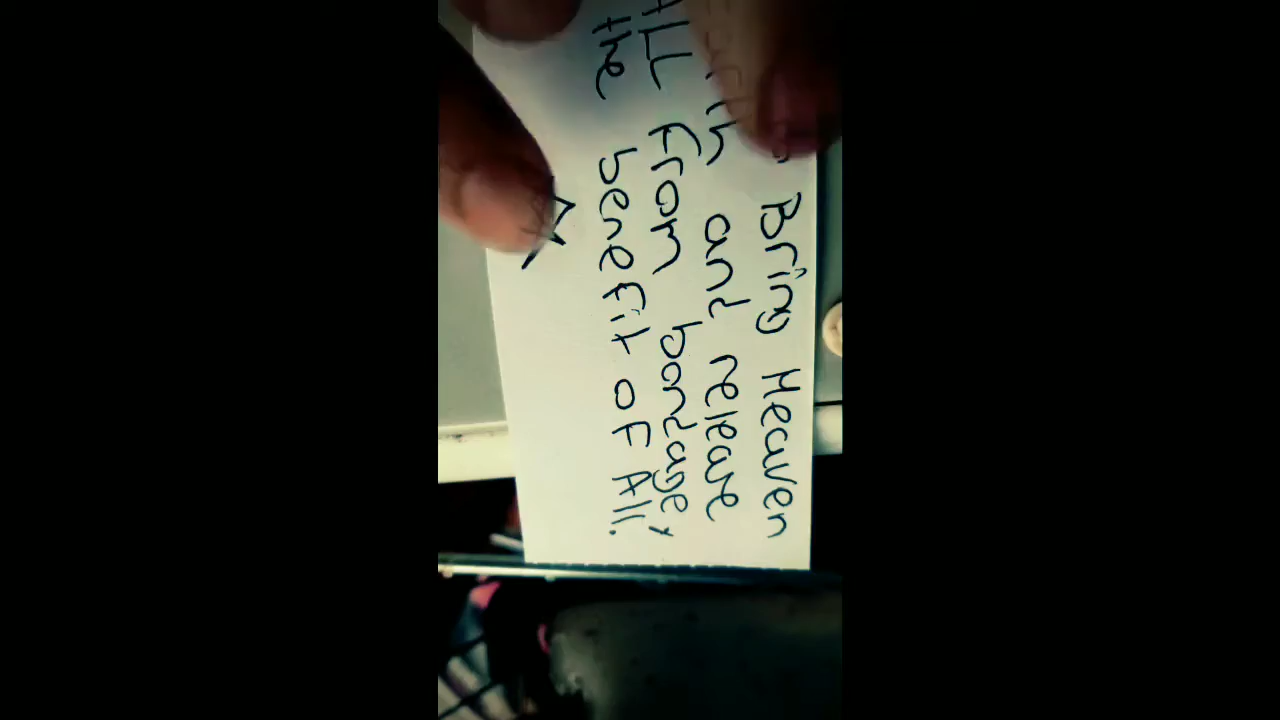 Bring Heaven
and release
ALL From bondage,
the benefit of All.